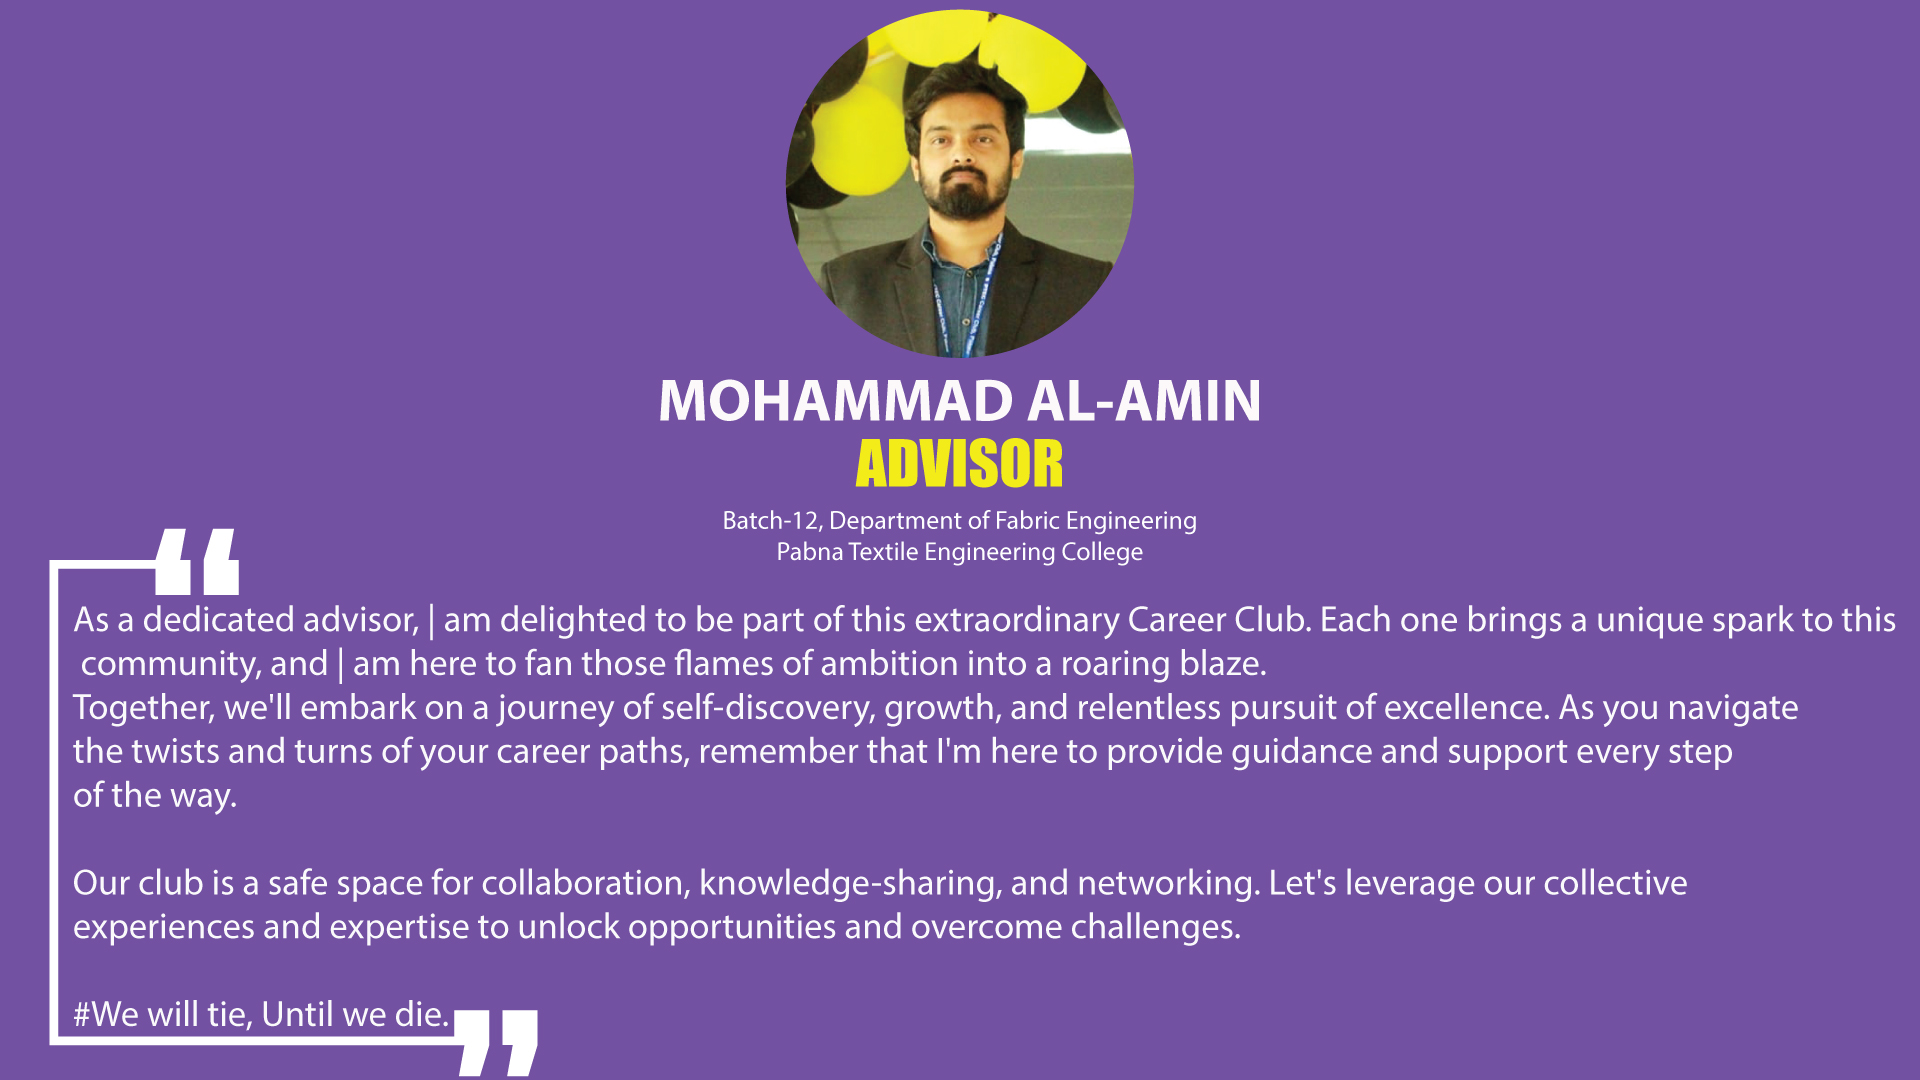 MOHAMMAD AL-AMIN
ADVISOR
Batch-12, Department of Fabric Engineering
Pabna Textile Engineering College
“
As a dedicated advisor, | am delighted to be part of this extraordinary Career Club. Each one brings a unique spark to this
community, and | am here to fan those flames of ambition into a roaring blaze.
Together, we'll embark on a journey of self-discovery, growth, and relentless pursuit of excellence. As you navigate
the twists and turns of your career paths, remember that I'm here to provide guidance and support every step
of the way.
Our club is a safe space for collaboration, knowledge-sharing, and networking. Let's leverage our collective
experiences and expertise to unlock opportunities and overcome challenges.
#We will tie, Until we die.
”